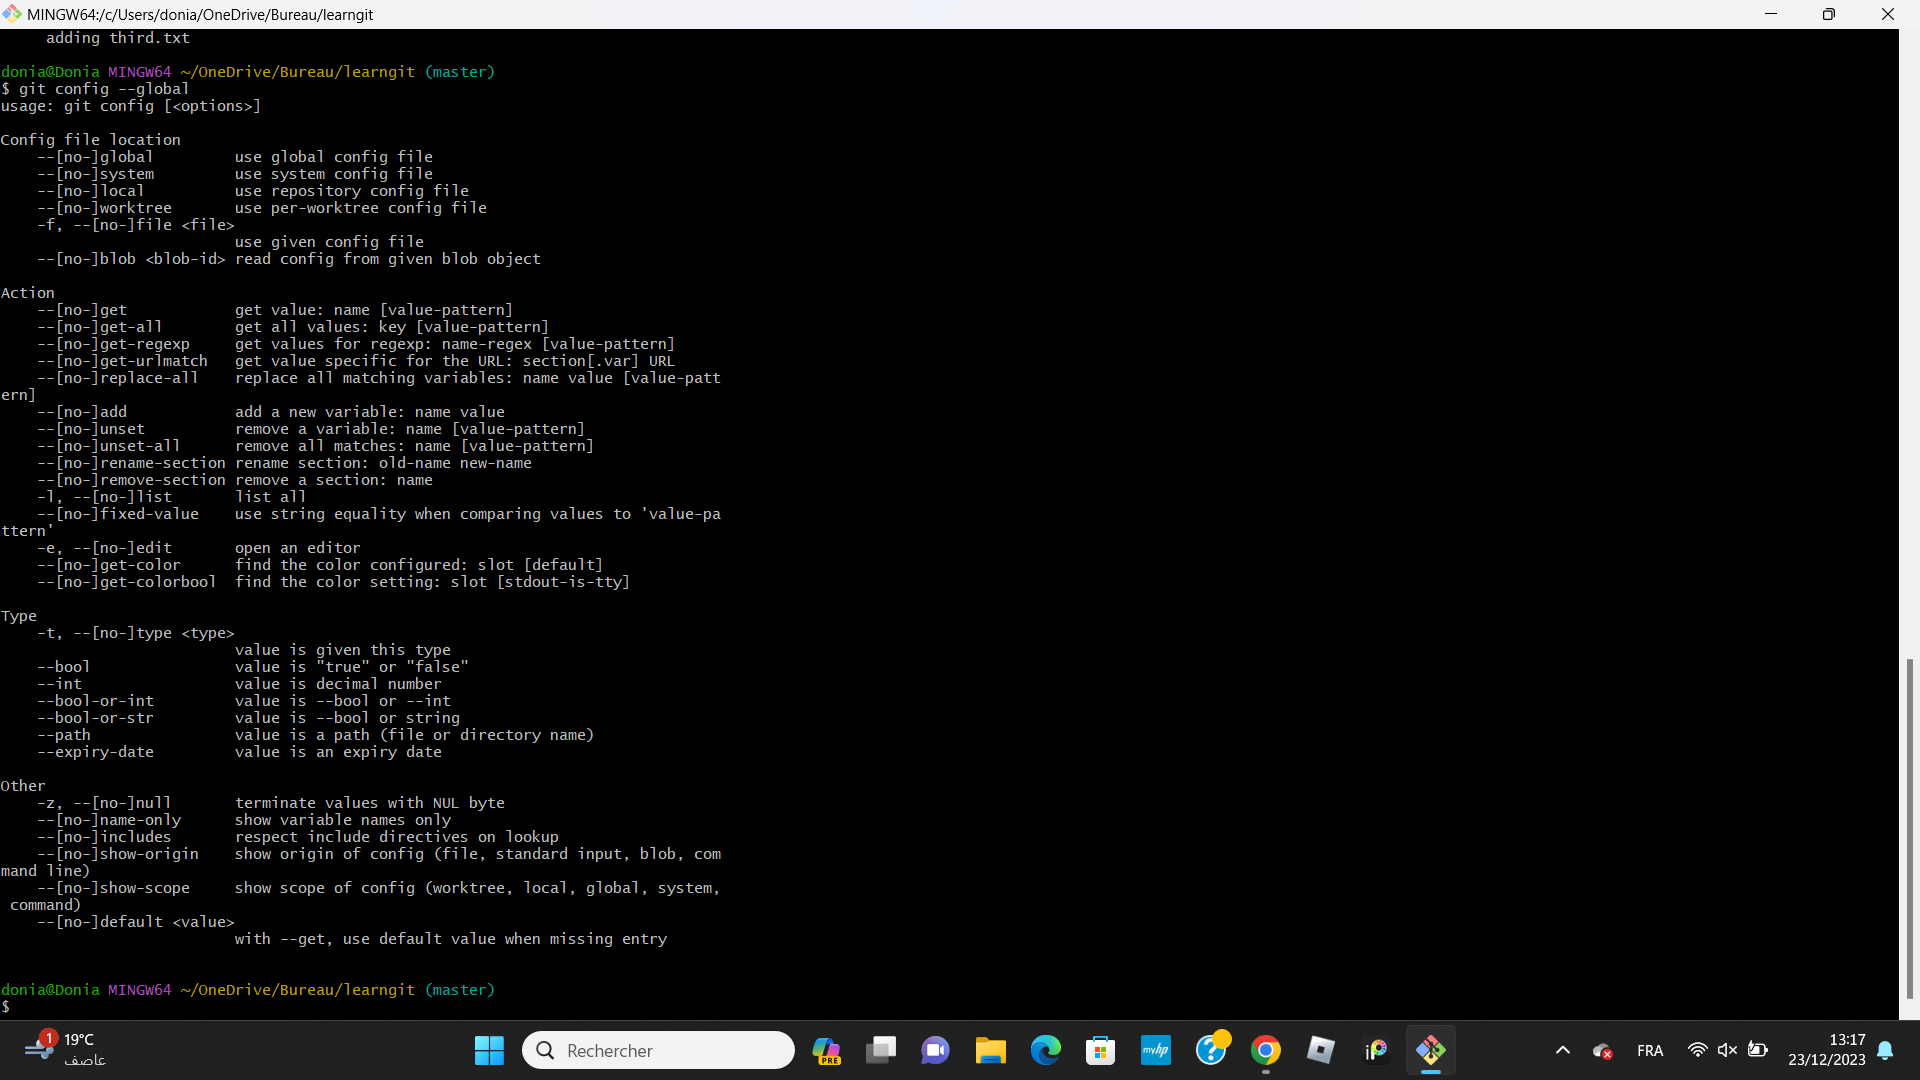 MINGW64:/c/Users/donia/OneDrive/Bureau/learngit
adding third.txt
donia@Donia MINGW64 ~/OneDrive/Bureau/learngit (master)
$ git config --global
usage: git config [<options>]
Config file location
--[no-]global use global config file
--[no-]system use system config file
--[no-]local use repository config file
--[no-]worktree use per-worktree config file
-f, --[no-]file <file>
use given config file
--[no-]blob <blob-id> read config from given blob object
Action
--[no-]get get value: name [value-pattern]
--[no-]get-all get all values: key [value-pattern]
--[no-]get-regexp get values for regexp: name-regex [value-pattern]
--[no-]get-urlmatch get value specific for the URL: section[.var] URL
--[no-]replace-all replace all matching variables: name value [value-patt
ern]
--[no-]add add a new variable: name value
--[no-]unset remove a variable: name [value-pattern]
--[no-]unset-all remove all matches: name [value-pattern]
--[no-]rename-section rename section: old-name new-name
--[no-]remove-section remove a section: name
-l, --[no-]list list all
--[no-]fixed-value use string equality when comparing values to 'value-pa
ttern'
-e, --[no-]edit open an editor
--[no-]get-color find the color configured: slot [default]
--[no-]get-colorbool find the color setting: slot [stdout-is-tty]
Type
-t, --[no-]type <type>
value is given this type
--bool value is "true" or "false"
--int value is decimal number
--bool-or-int value is --bool or --int
--bool-or-str value is --bool or string
--path value is a path (file or directory name)
--expiry-date value is an expiry date
Other
-z, --[no-]null terminate values with NUL byte
--[no-]name-only show variable names only
--[no-]includes respect include directives on lookup
--[no-]show-origin show origin of config (file, standard input, blob, com
mand line)
--[no-]show-scope show scope of config (worktree, local, global, system,
command)
--[no-]default <value>
with --get, use default value when missing entry
donia@Donia MINGW64 ~/OneDrive/Bureau/learngit (master)
$
1
19°C
عاصف
Rechercher
PRE
myhp
iP
FRA
13:17
23/12/2023